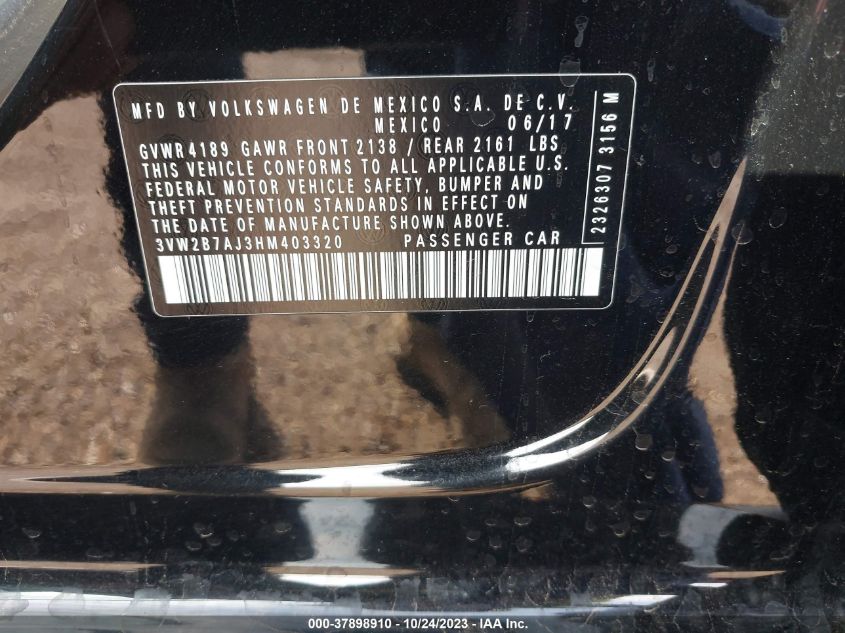 MFD BY VOLKSWAGEN DE MEXICO S.A. DE C.V.
MEXICO 06/17
GVWR4189 GAWR FRONT 2138 / REAR 2161 LBS
THIS VEHICLE CONFORMS TO ALL APPLICABLE U.S.
FEDERAL MOTOR VEHICLE SAFETY, BUMPER AND
THEFT PREVENTION STANDARDS IN EFFECT ON
THE DATE OF MANUFACTURE SHOWN ABOVE.
3VW2B7AJ3HM403320 PASSENGER CAR
2326307 3156 M
000-37898910 - 10/24/2023 - IAA Inc.